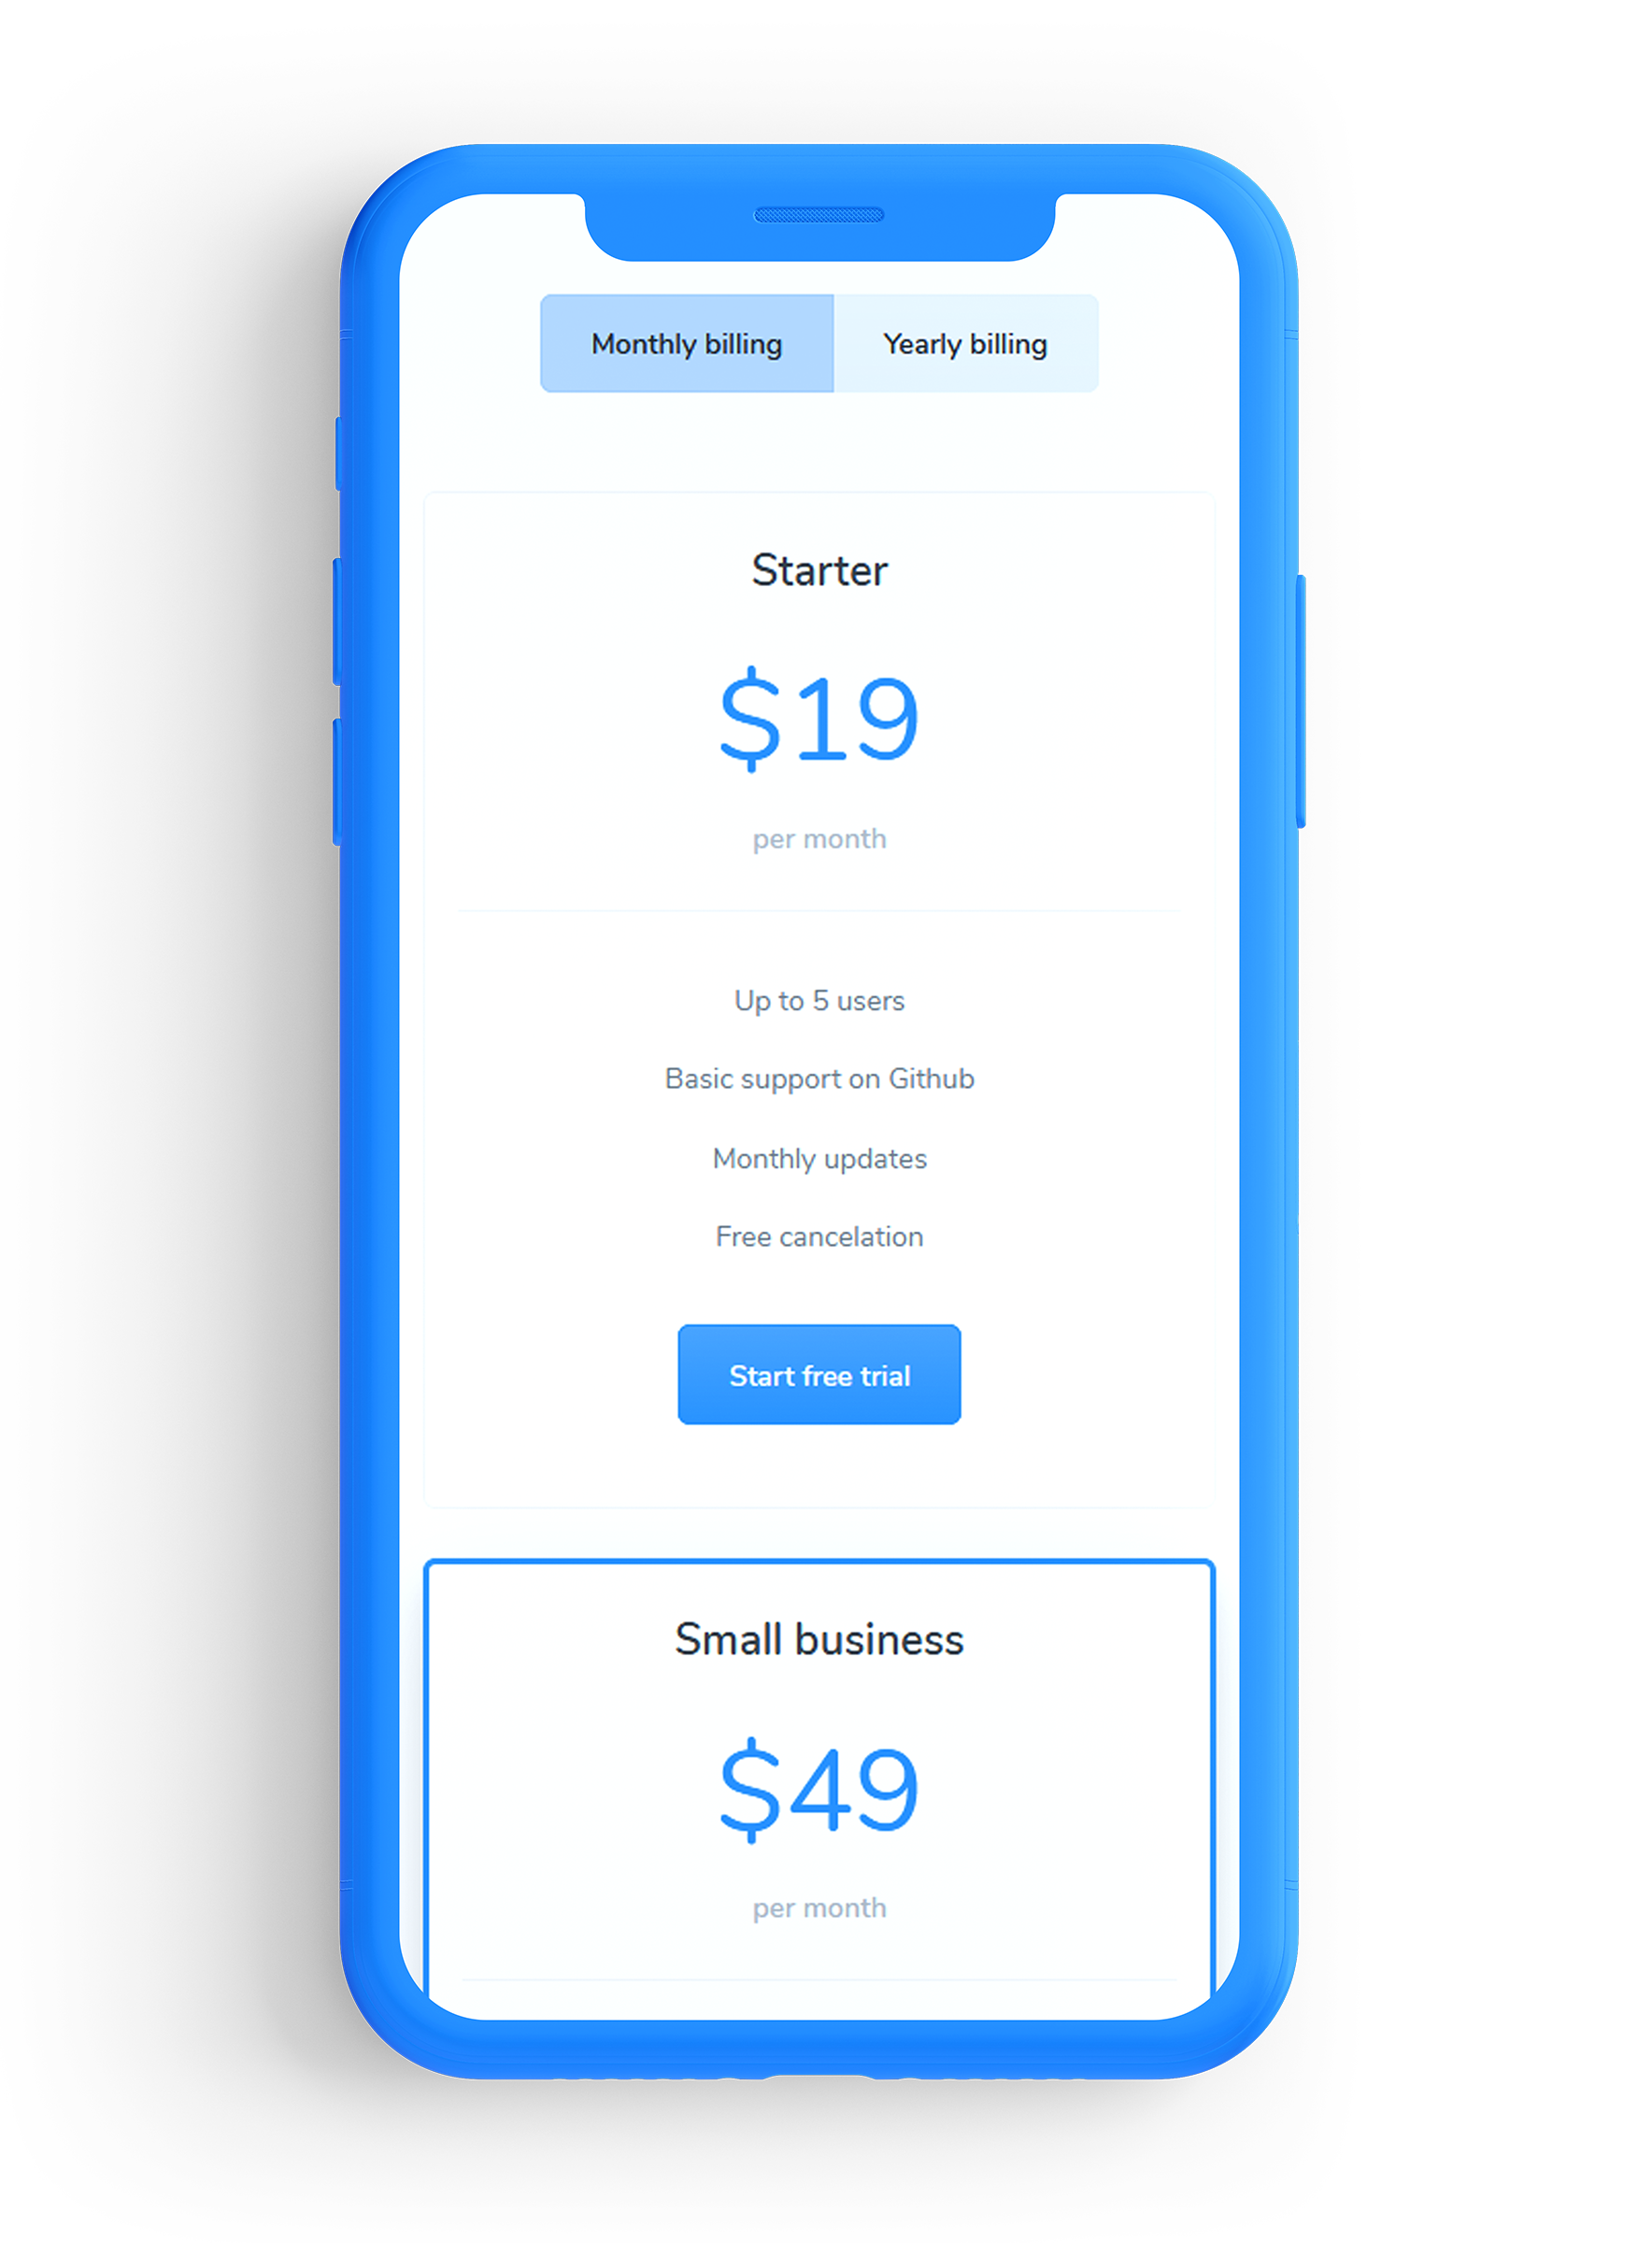 Monthly billing
Yearly billing
Starter
$19
per month
Up to 5 users
Basic support on Github
Monthly updates
Free cancelation
Start free trial
Small business
$49
per month